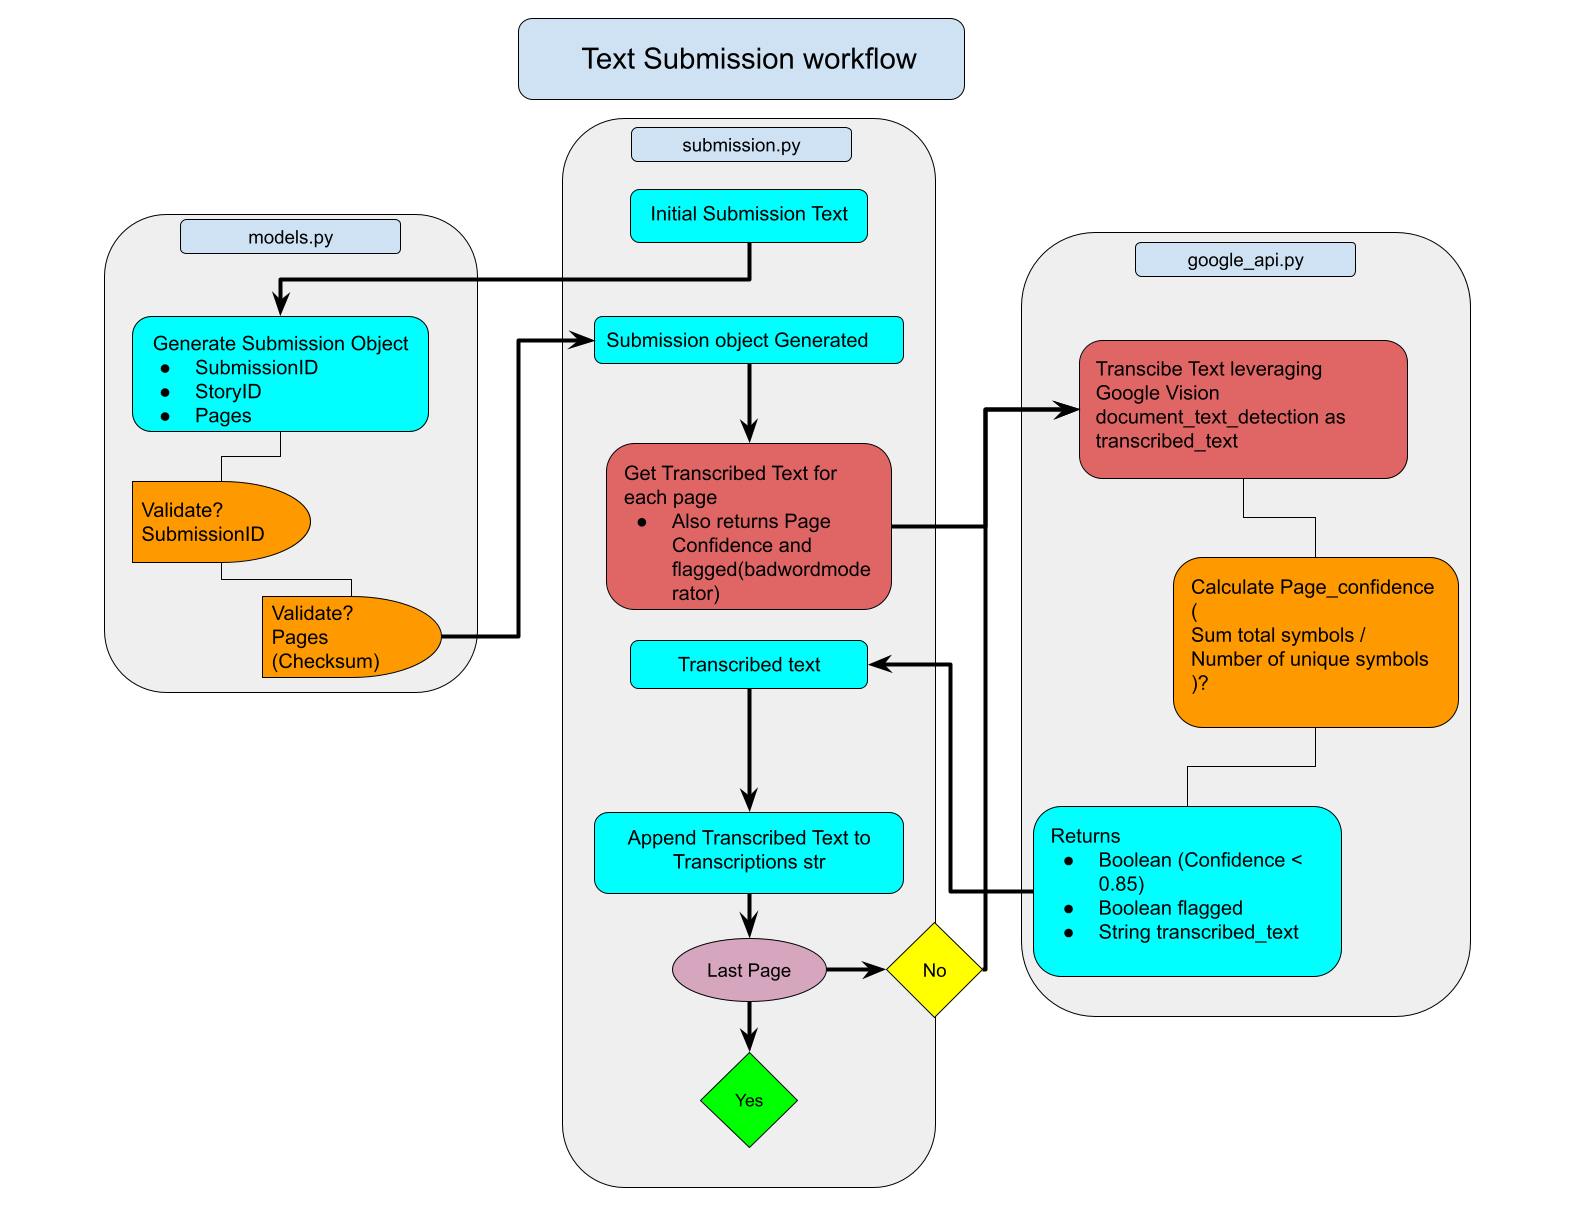 Text Submission workflow
models.py
Generate Submission Object
● SubmissionID
● StoryID
● Pages
Validate?
SubmissionID
Validate?
Pages
(Checksum)
submission.py
Initial Submission Text
Submission object Generated
Get Transcribed Text for
each page
● Also returns Page
Confidence and
flagged(badwordmode
rator)
Transcribed text
Append Transcribed Text to
Transcriptions str
Last Page
No
Yes
google_api.py
Transcibe Text leveraging
Google Vision
document_text_detection as
transcribed_text
Calculate Page_confidence
(
Sum total symbols /
Number of unique symbols
)?
Returns
● Boolean (Confidence <
0.85)
● Boolean flagged
● String transcribed_text